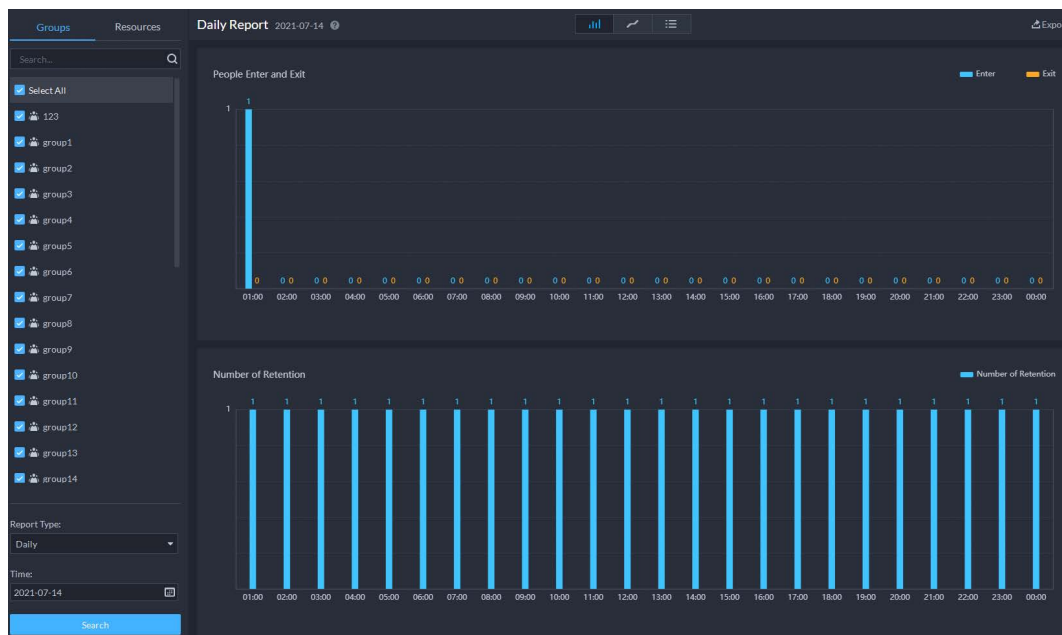 Groups Resources
Search...
Select All
123
group1
group2
group3
group4
group5
group6
group7
group8
group9
group10
group11
group12
group13
group14
Report Type:
Daily
Time:
2021-07-14
Search
Daily Report 2021-07-14
Expo
People Enter and Exit
Enter Exit
1
1
0 0 0 0 0 0 0 0 0 0 0 0 0 0 0 0 0 0 0 0 0 0 0 0 0 0 0 0 0 0 0 0 0 0 0 0 0 0 0 0 0 0 0 0 0 0 0
01:00 02:00 03:00 04:00 05:00 06:00 07:00 08:00 09:00 10:00 11:00 12:00 13:00 14:00 15:00 16:00 17:00 18:00 19:00 20:00 21:00 22:00 23:00 00:00
Number of Retention
Number of Retention
1 1 1 1 1 1 1 1 1 1 1 1 1 1 1 1 1 1 1 1 1 1 1 1
1
01:00 02:00 03:00 04:00 05:00 06:00 07:00 08:00 09:00 10:00 11:00 12:00 13:00 14:00 15:00 16:00 17:00 18:00 19:00 20:00 21:00 22:00 23:00 00:00